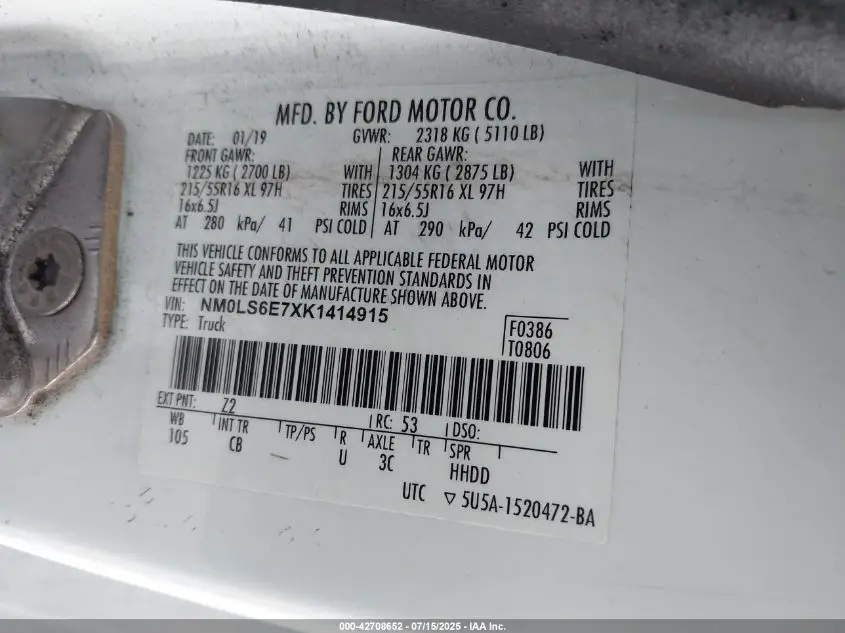 MFD. BY FORD MOTOR CO.
DATE: 01/19 GVWR: 2318 KG ( 5110 LB)
FRONT GAWR: REAR GAWR:
1225 KG ( 2700 LB) WITH 1304 KG ( 2875 LB) WITH
215/55R16 XL 97H TIRES 215/55R16 XL 97H TIRES
16x6.5J RIMS 16x6.5J RIMS
AT 280 kPa/ 41 PSI COLD AT 290 kPa/ 42 PSI COLD
THIS VEHICLE CONFORMS TO ALL APPLICABLE FEDERAL MOTOR
VEHICLE SAFETY AND THEFT PREVENTION STANDARDS IN
EFFECT ON THE DATE OF MANUFACTURE SHOWN ABOVE.
VIN: NM0LS6E7XK1414915
TYPE: Truck
F0386
T0806
EXT PNT: Z2 RC: 53 DSO:
WB INT TR TP/PS R AXLE TR SPR
105 CB — U 3C HHDD
UTC ▽ 5U5A-1520472-BA
000-42708652 - 07/15/2025 - IAA Inc.